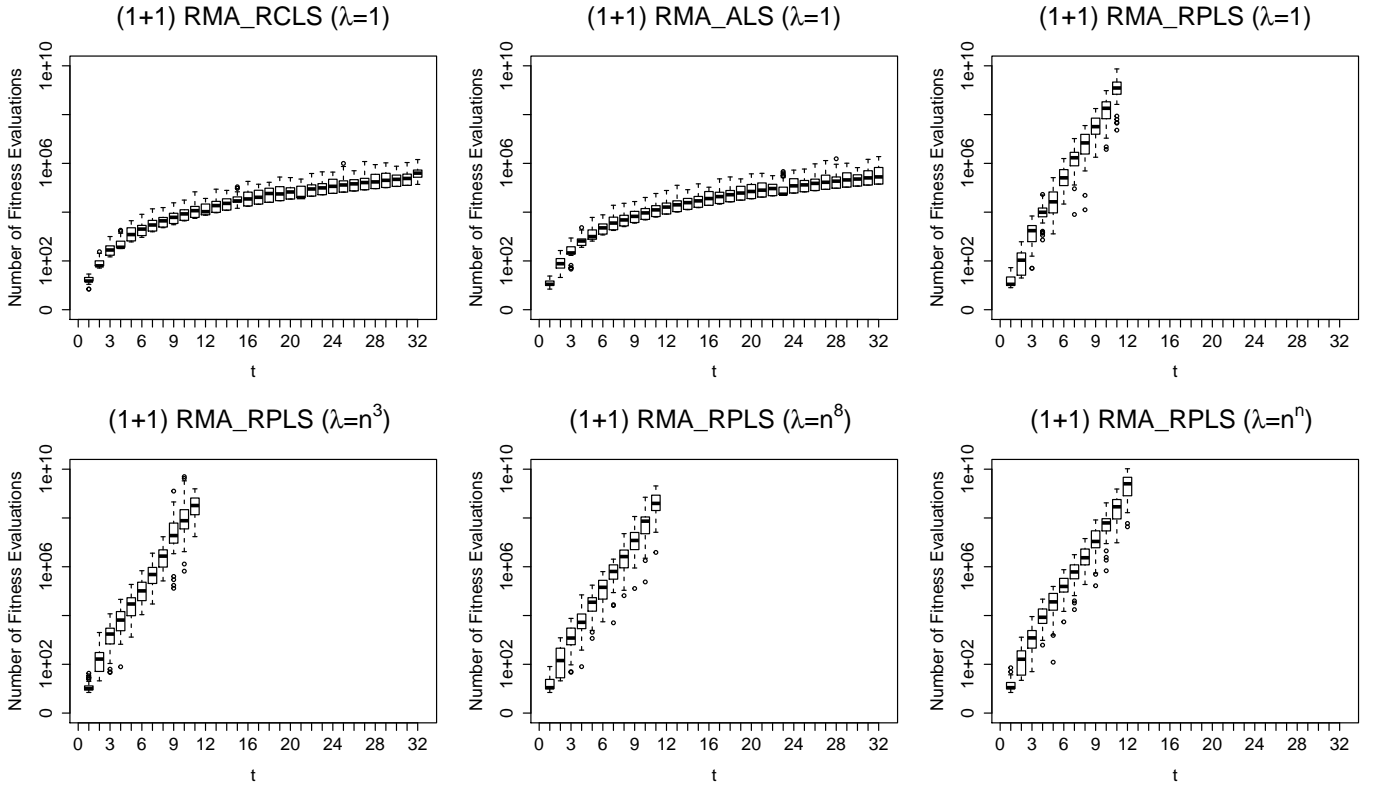 (1+1) RMA_RCLS (λ=1)
Number of Fitness Evaluations
1e+10
1e+06
1e+02
0
0 3 6 9 12 16 20 24 28 32
t
(1+1) RMA_ALS (λ=1)
Number of Fitness Evaluations
1e+10
1e+06
1e+02
0
0 3 6 9 12 16 20 24 28 32
t
(1+1) RMA_RPLS (λ=1)
Number of Fitness Evaluations
1e+10
1e+06
1e+02
0
0 3 6 9 12 16 20 24 28 32
t
(1+1) RMA_RPLS (λ=n³)
Number of Fitness Evaluations
1e+10
1e+06
1e+02
0
0 3 6 9 12 16 20 24 28 32
t
(1+1) RMA_RPLS (λ=n⁸)
Number of Fitness Evaluations
1e+10
1e+06
1e+02
0
0 3 6 9 12 16 20 24 28 32
t
(1+1) RMA_RPLS (λ=nⁿ)
Number of Fitness Evaluations
1e+10
1e+06
1e+02
0
0 3 6 9 12 16 20 24 28 32
t